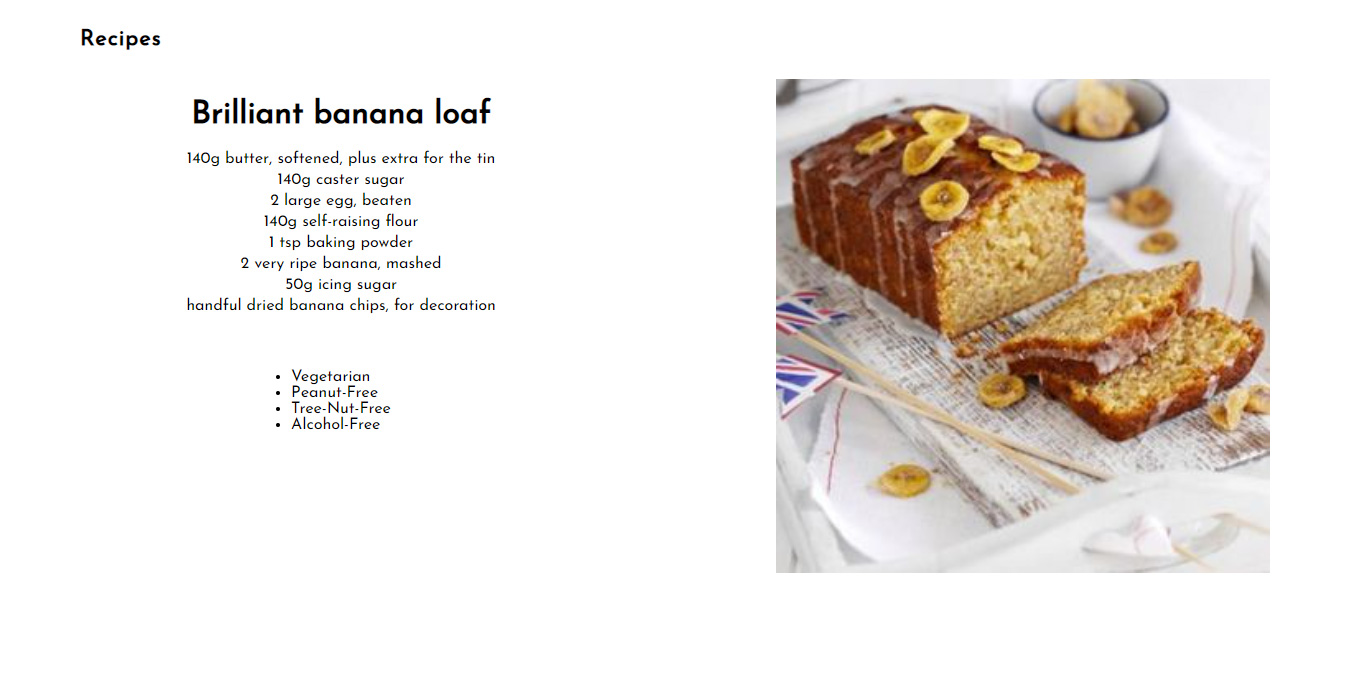 Recipes
Brilliant banana loaf
140g butter, softened, plus extra for the tin
140g caster sugar
2 large egg, beaten
140g self-raising flour
1 tsp baking powder
2 very ripe banana, mashed
50g icing sugar
handful dried banana chips, for decoration
Vegetarian
Peanut-Free
Tree-Nut-Free
Alcohol-Free